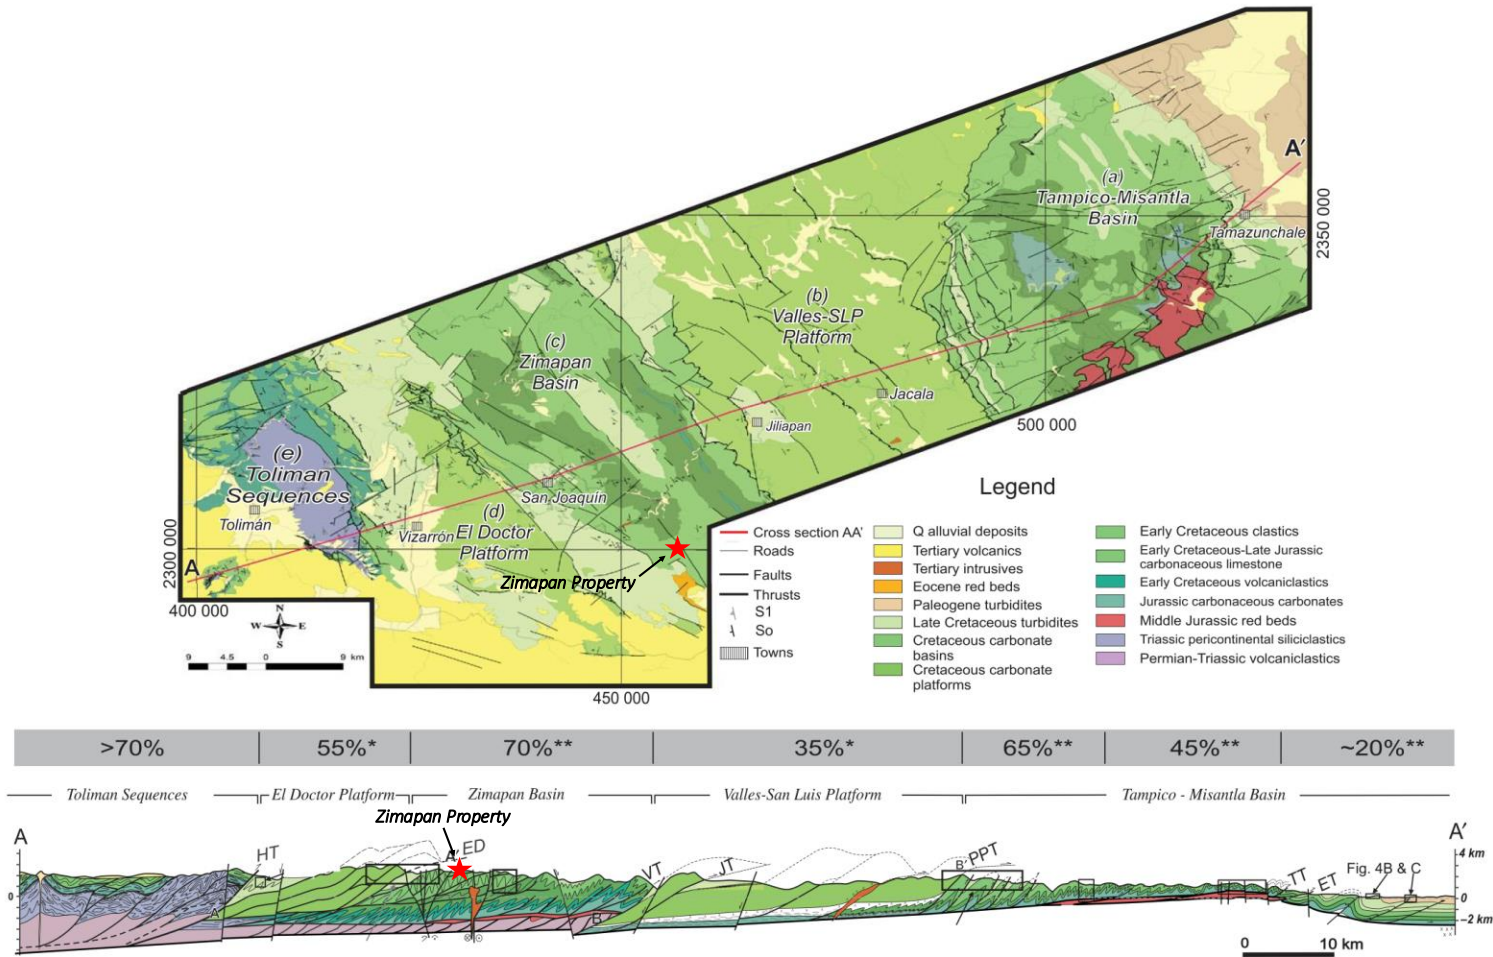 A'
(a)
Tampico-Misantla
Basin
Tamazunchale
2350 000
(b)
Valles-SLP
Platform
(c)
Zimapan
Basin
Jacala
Jiliapan
500 000
(e)
Toliman
Sequences
Tolimán
San Joaquín
(d)
El Doctor
Platform
Vizarrón
2300 000
A
Zimapan Property
400 000
N
W E
S
9 4.5 0 9 km
450 000
Legend
Cross section AA'
Roads
Faults
Thrusts
S1
So
Towns
Q alluvial deposits
Tertiary volcanics
Tertiary intrusives
Eocene red beds
Paleogene turbidites
Late Cretaceous turbidites
Cretaceous carbonate
basins
Cretaceous carbonate
platforms
Early Cretaceous clastics
Early Cretaceous-Late Jurassic
carbonaceous limestone
Early Cretaceous volcaniclastics
Jurassic carbonaceous carbonates
Middle Jurassic red beds
Triassic pericontinental siliciclastics
Permian-Triassic volcaniclastics
>70% 55%* 70%** 35%* 65%** 45%** ~20%**
Toliman Sequences El Doctor Platform Zimapan Basin Valles-San Luis Platform Tampico - Misantla Basin
Zimapan Property
A A'
HT A' ED VT JT B' PPT TT ET Fig. 4B & C
4 km
0 0
A B
−2 km
0 10 km